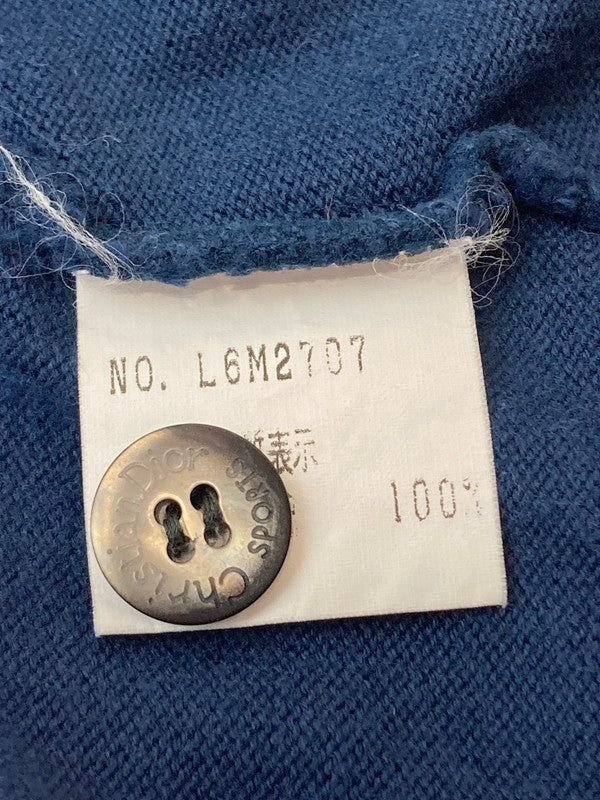 NO. L6M2707
表示
100%
Christian Dior
SPORTS